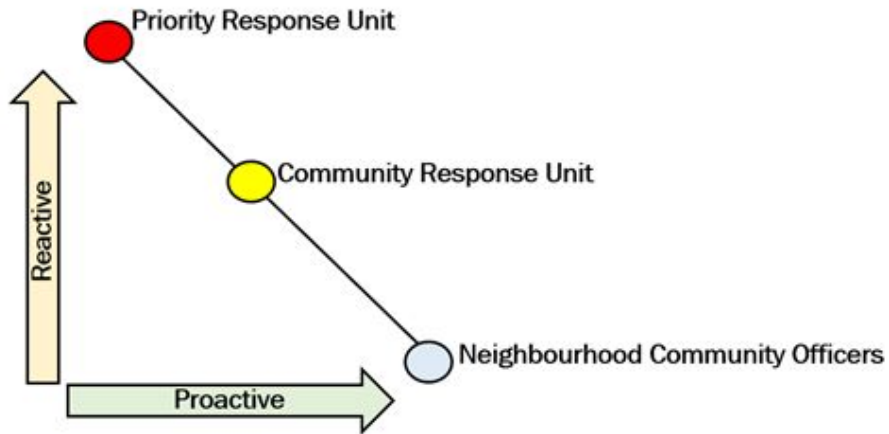 Priority Response Unit
Community Response Unit
Reactive
Neighbourhood Community Officers
Proactive